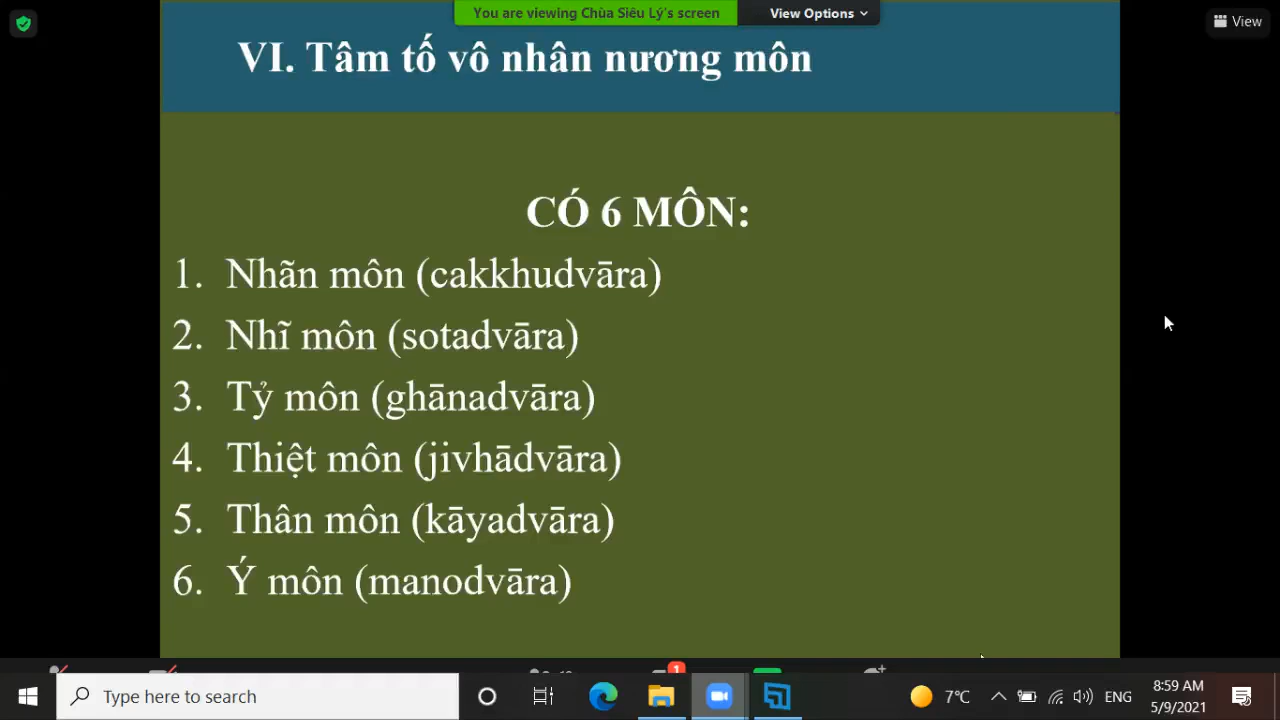 You are viewing Chùa Siêu Lý's screen
View Options
View
VI. Tâm tố vô nhân nương môn
CÓ 6 MÔN:
1. Nhãn môn (cakkhudvāra)
2. Nhĩ môn (sotadvāra)
3. Tỷ môn (ghānadvāra)
4. Thiệt môn (jivhādvāra)
5. Thân môn (kāyadvāra)
6. Ý môn (manodvāra)
1
Type here to search
7°C
ENG
8:59 AM
5/9/2021